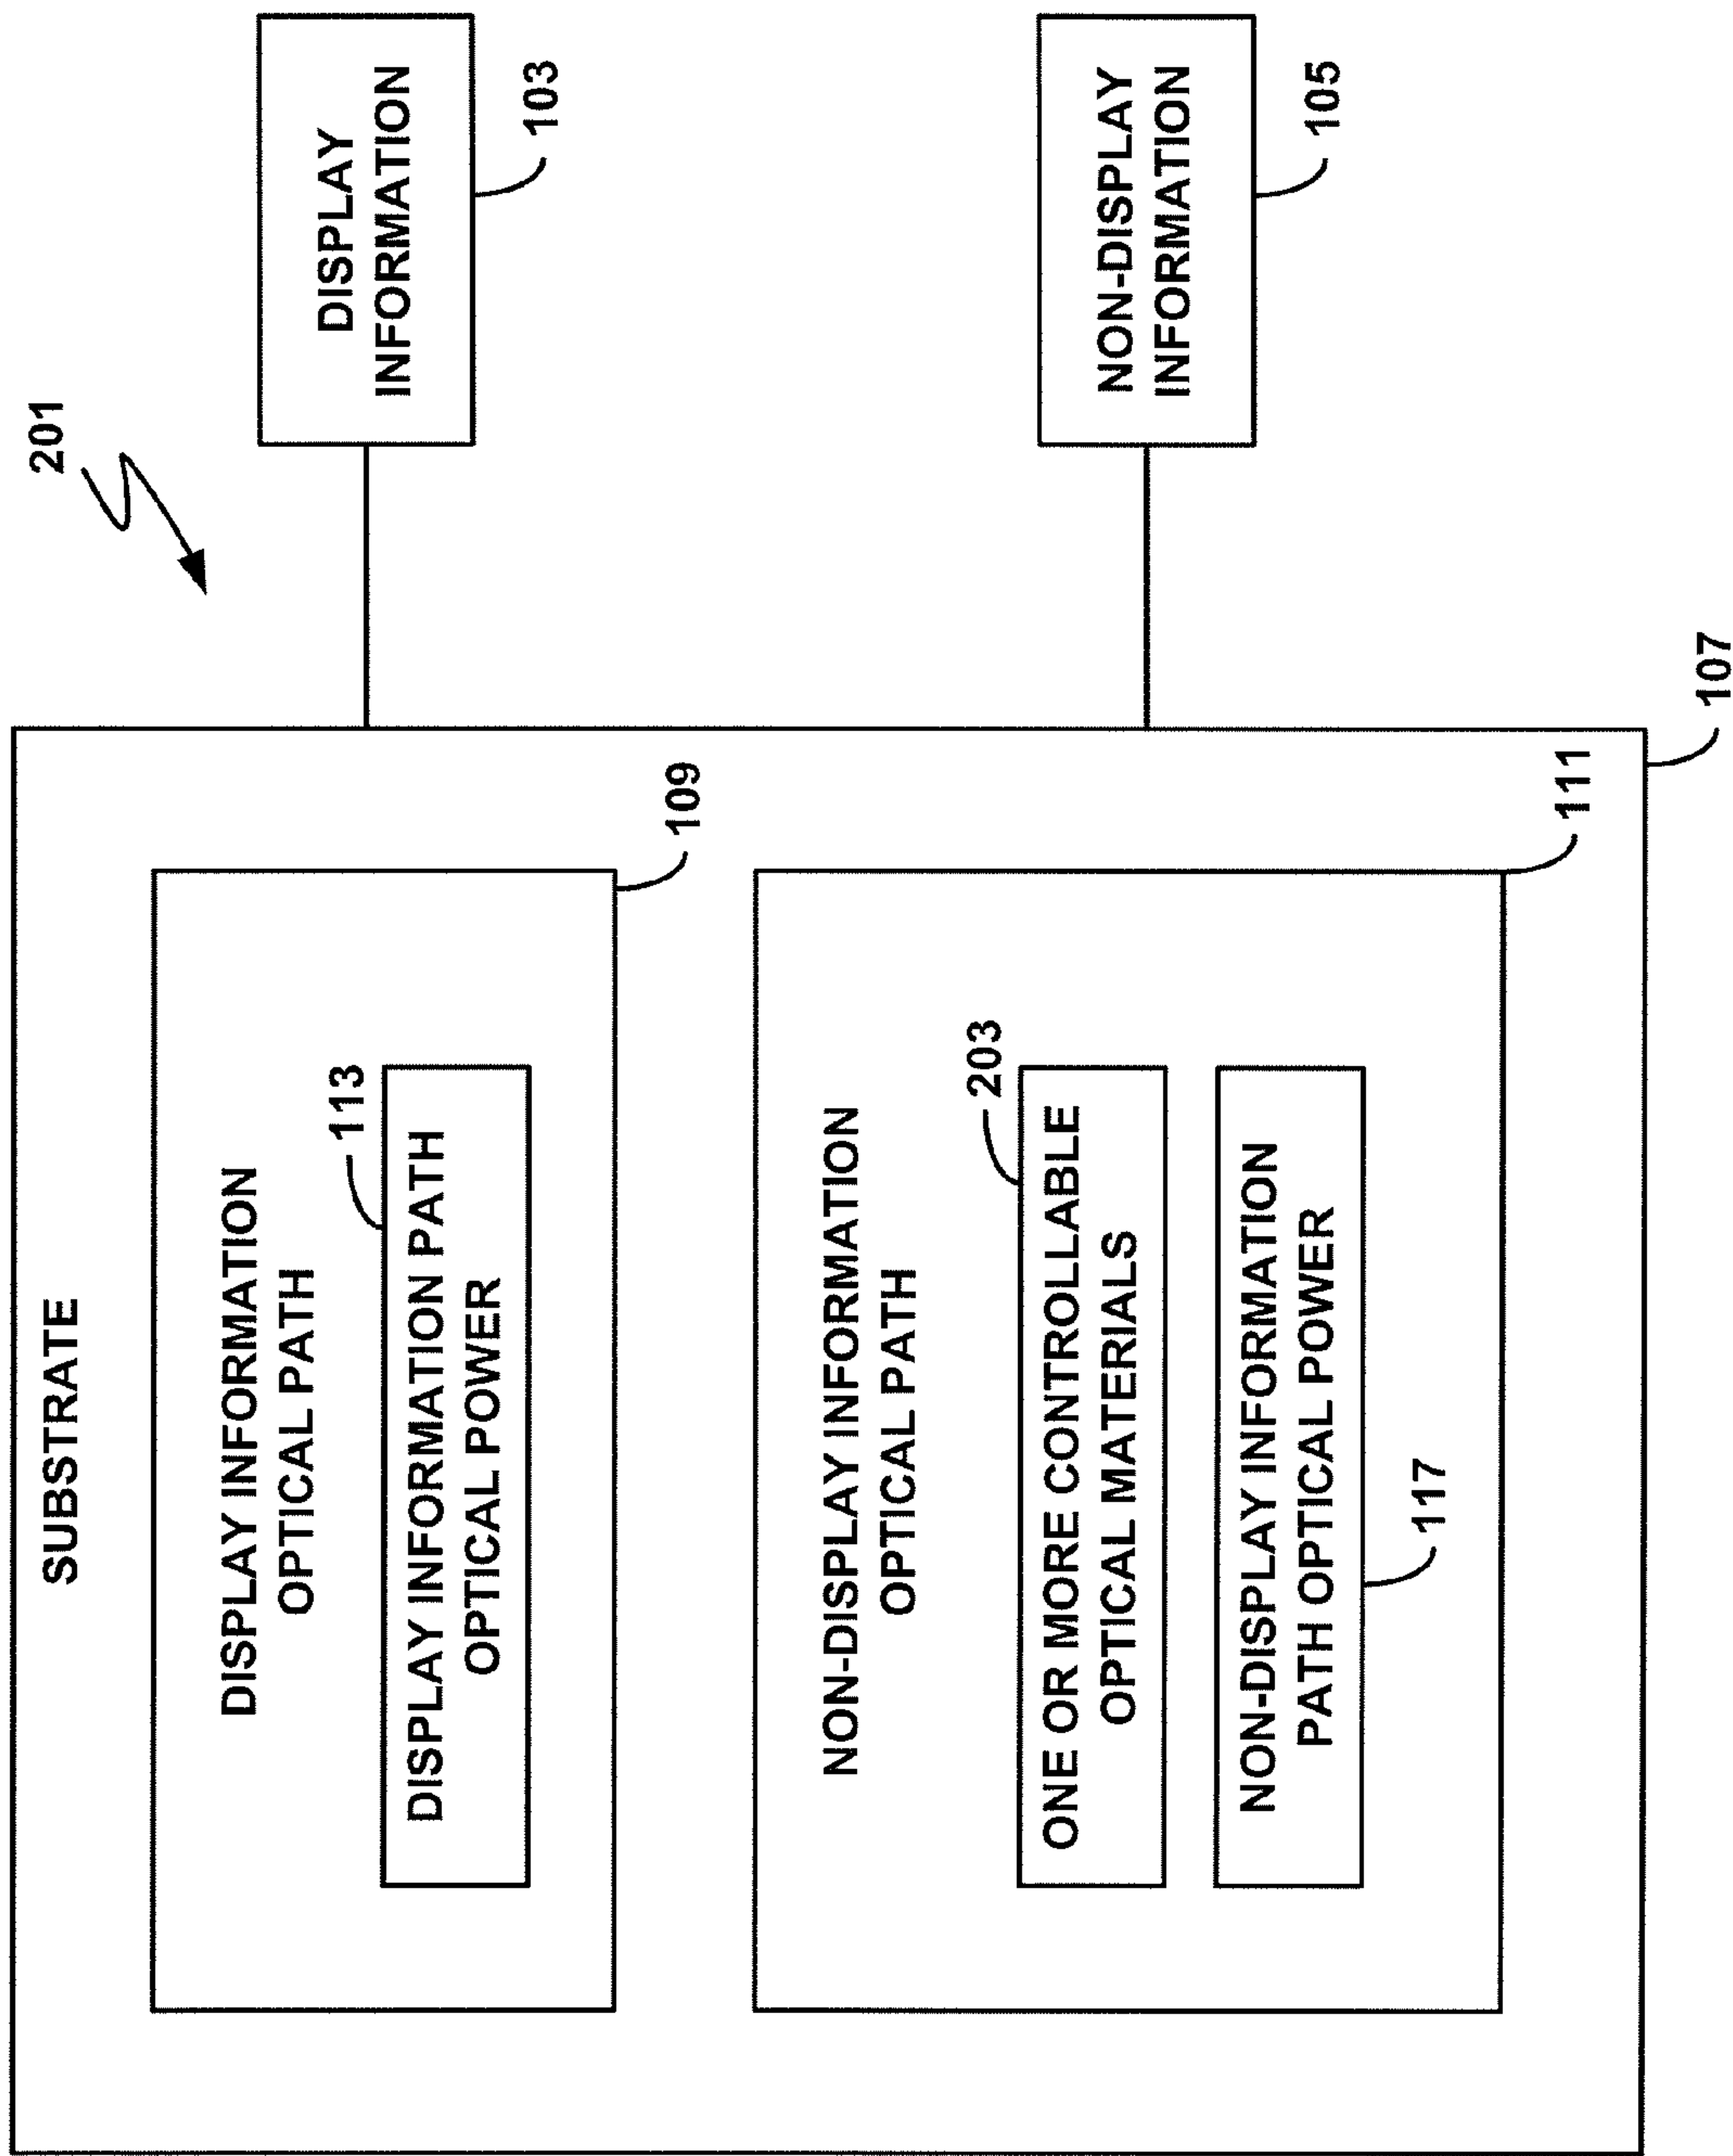 201
SUBSTRATE
DISPLAY INFORMATION
OPTICAL PATH
113
DISPLAY INFORMATION PATH
OPTICAL POWER
109
NON-DISPLAY INFORMATION
OPTICAL PATH
203
ONE OR MORE CONTROLLABLE
OPTICAL MATERIALS
NON-DISPLAY INFORMATION
PATH OPTICAL POWER
117
111
107
DISPLAY
INFORMATION
103
NON-DISPLAY
INFORMATION
105